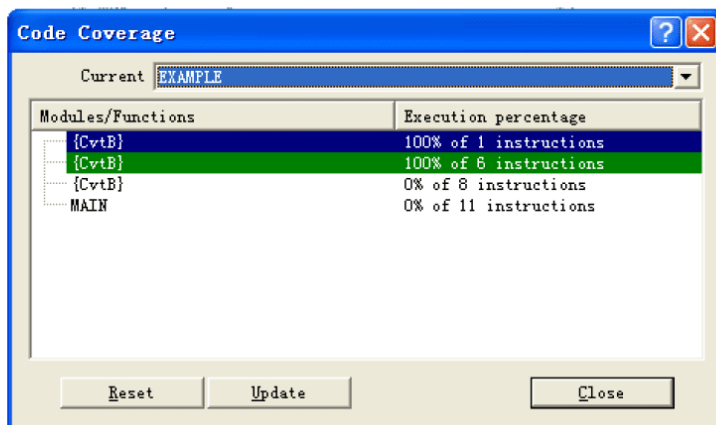 Code Coverage
Current EXAMPLE
Modules/Functions Execution percentage
{CvtB} 100% of 1 instructions
{CvtB} 100% of 6 instructions
{CvtB} 0% of 8 instructions
MAIN 0% of 11 instructions
Reset Update Close